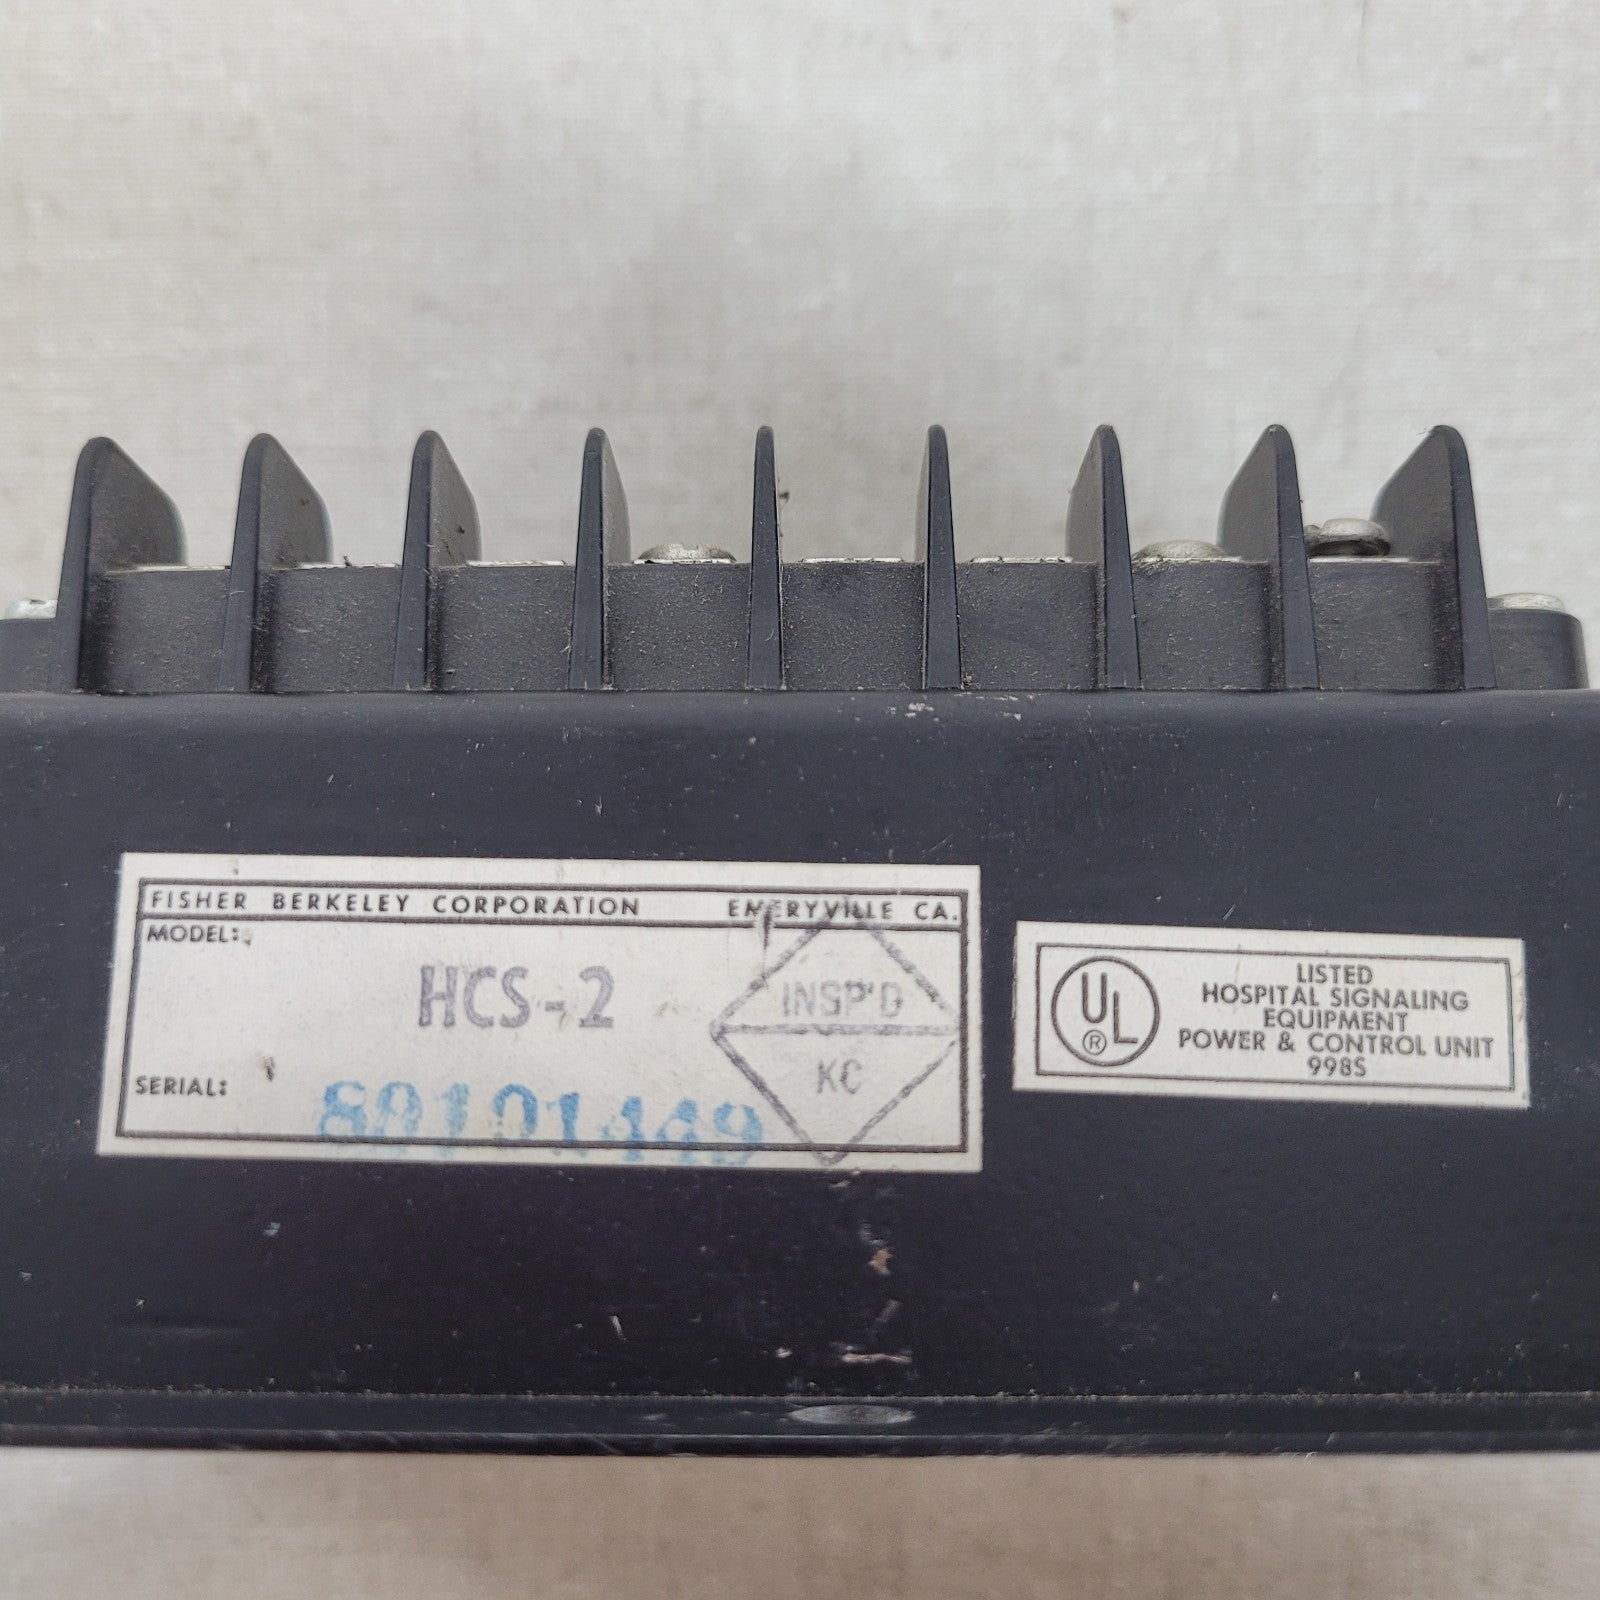 FISHER BERKELEY CORPORATION EMERYVILLE CA.
MODEL:
HCS-2
INSP'D
KC
SERIAL:
UL
®
LISTED
HOSPITAL SIGNALING
EQUIPMENT
POWER & CONTROL UNIT
998S